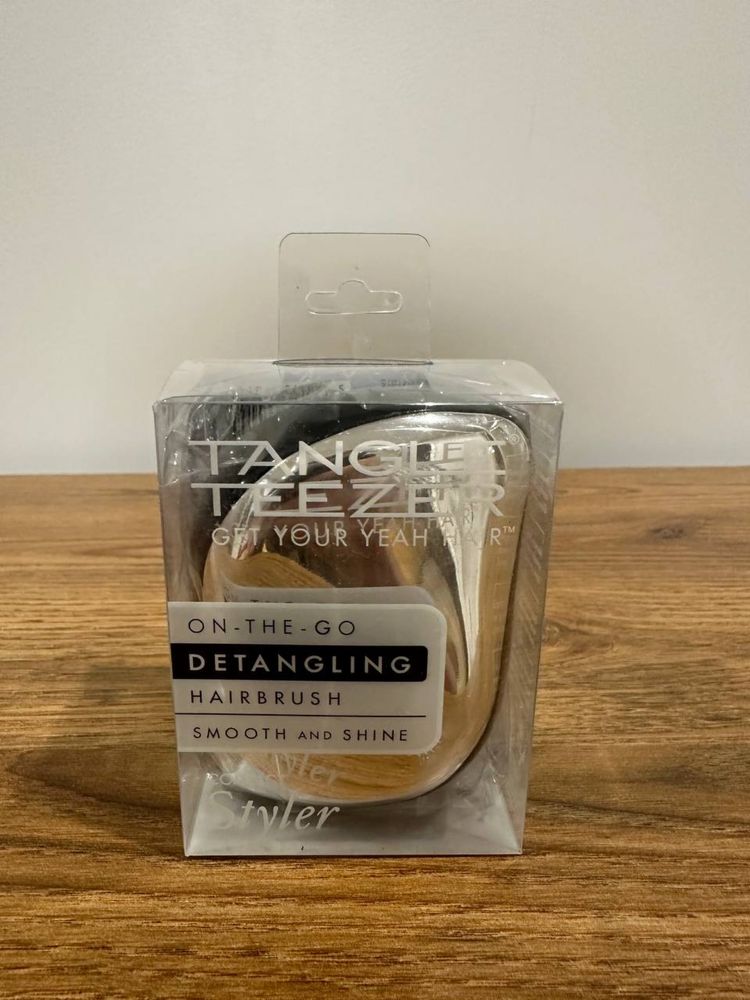 TANGLE
TEEZER®
GET YOUR YEAH HAIR™
ON-THE-GO
DETANGLING
HAIRBRUSH
SMOOTH AND SHINE
Styler